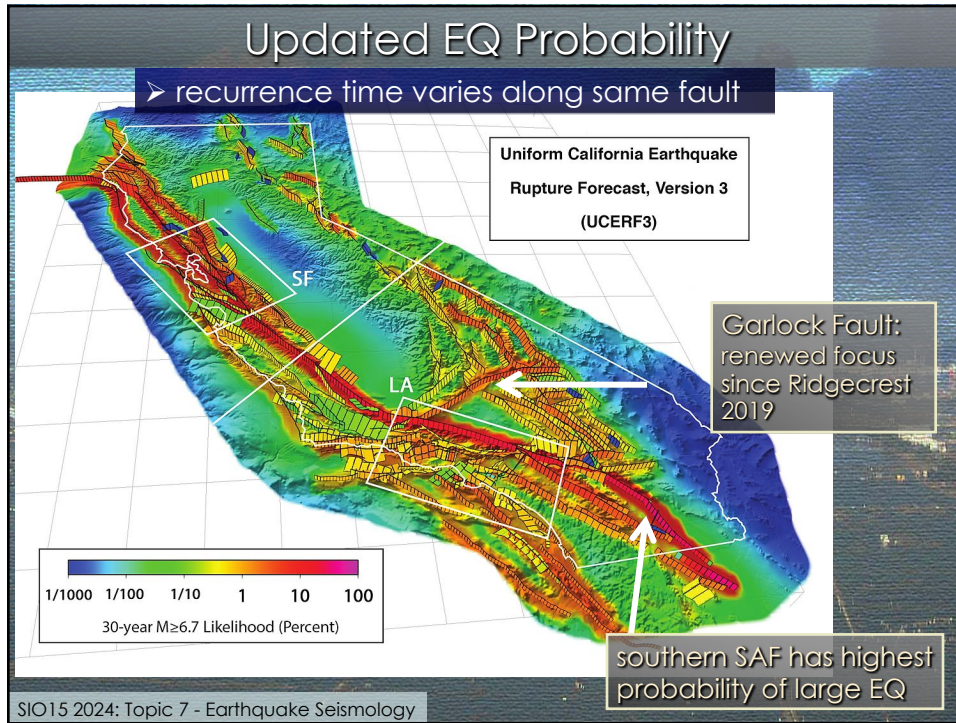 Updated EQ Probability
➢ recurrence time varies along same fault
Uniform California Earthquake
Rupture Forecast, Version 3
(UCERF3)
SF
Garlock Fault:
renewed focus
since Ridgecrest
2019
LA
1/1000 1/100 1/10 1 10 100
30-year M≥6.7 Likelihood (Percent)
southern SAF has highest
probability of large EQ
SIO15 2024: Topic 7 - Earthquake Seismology